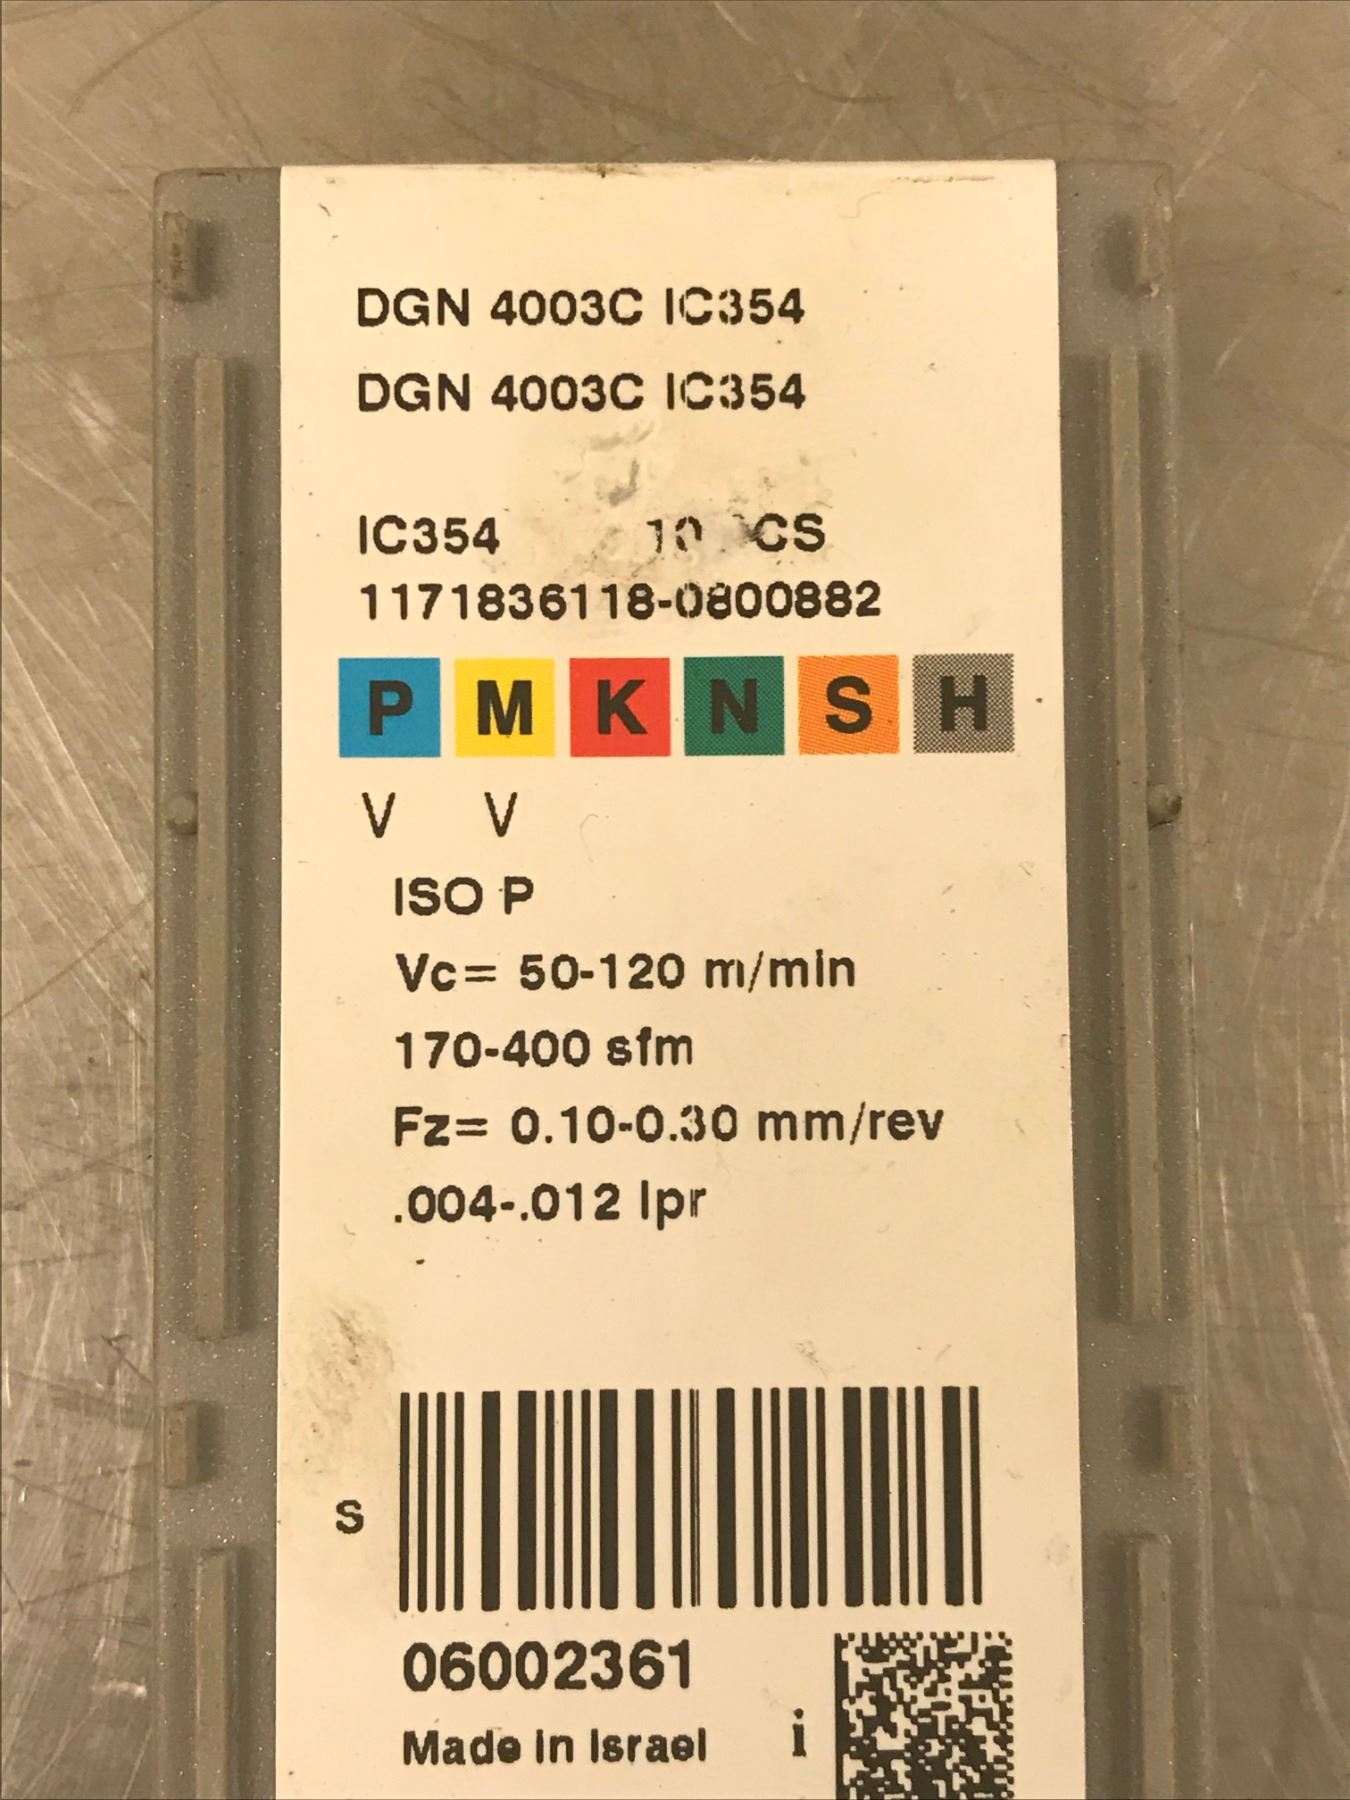 DGN 4003C IC354
DGN 4003C IC354
IC354 10
1171836118-0800882
P M K N S H
V V
ISO P
Vc= 50-120 m/min
170-400 sfm
Fz= 0.10-0.30 mm/rev
.004-.012 Ipr
S
06002361
Made in Israel i